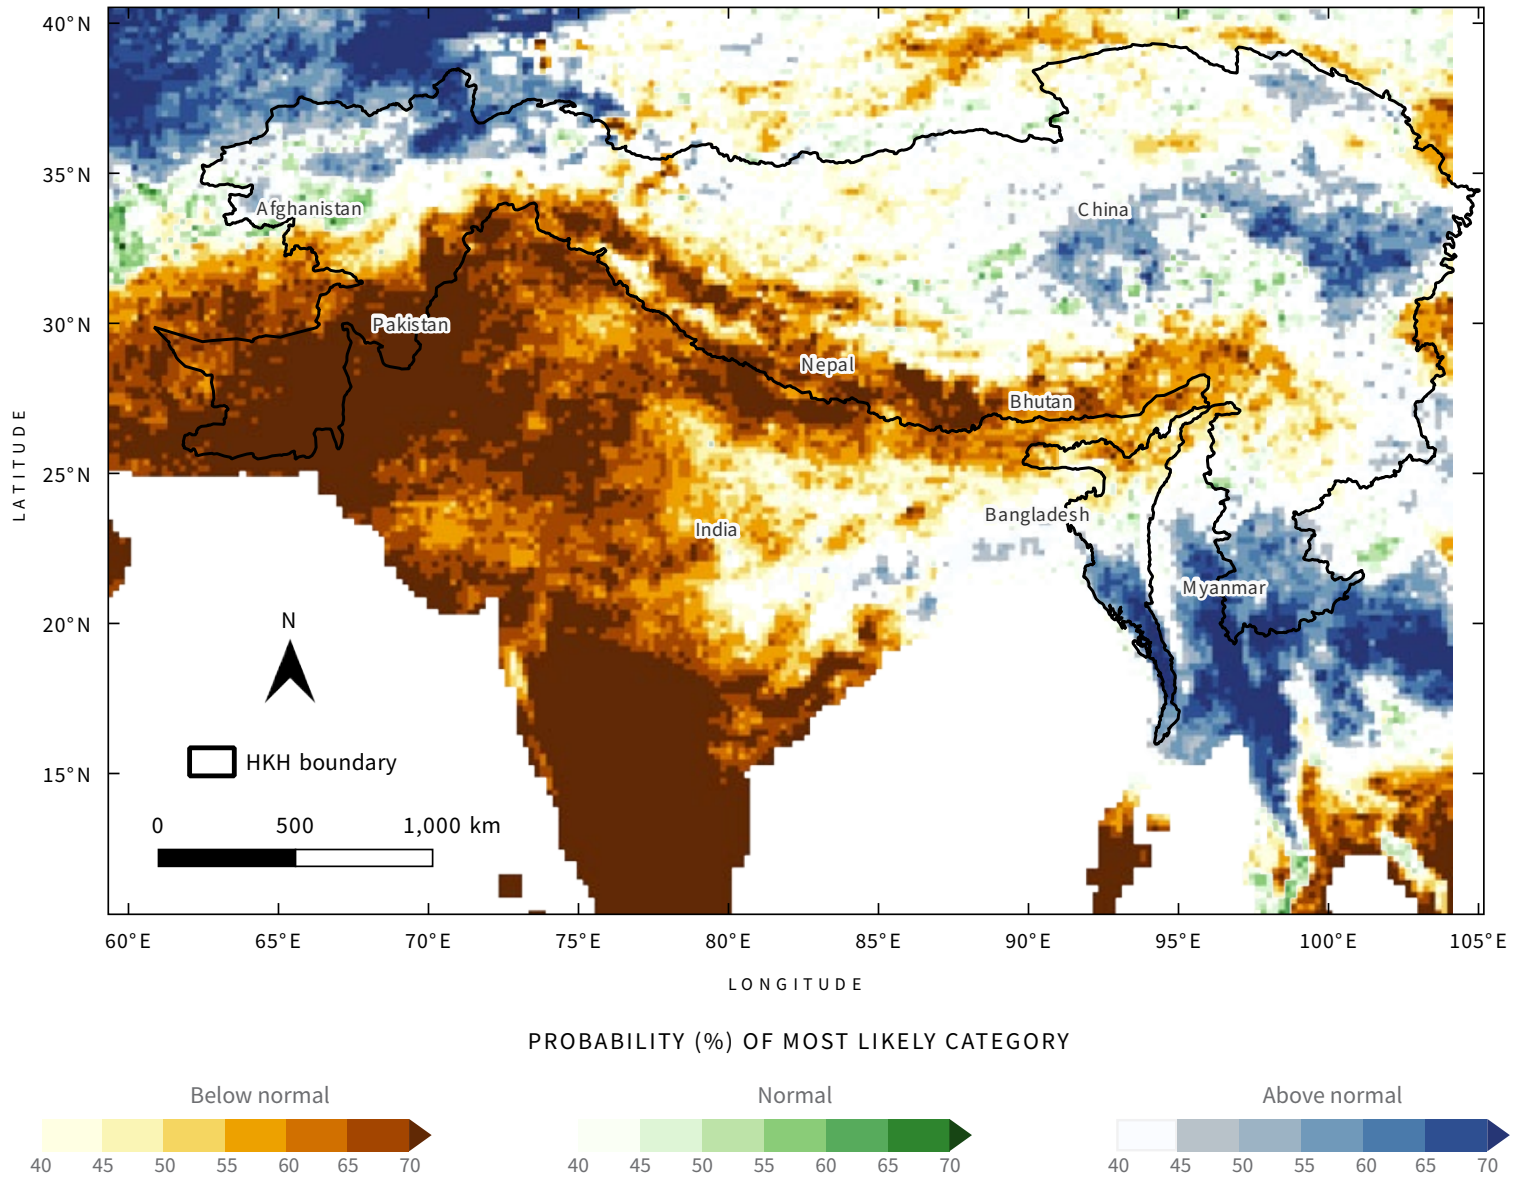 40°N
35°N
30°N
25°N
20°N
15°N
LATITUDE
Afghanistan
China
Pakistan
Nepal
Bhutan
India
Bangladesh
Myanmar
N
HKH boundary
0 500 1,000 km
60°E 65°E 70°E 75°E 80°E 85°E 90°E 95°E 100°E 105°E
LONGITUDE
PROBABILITY (%) OF MOST LIKELY CATEGORY
Below normal Normal Above normal
40 45 50 55 60 65 70 40 45 50 55 60 65 70 40 45 50 55 60 65 70